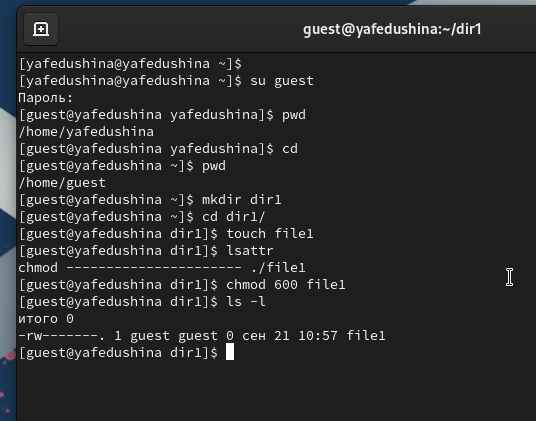 guest@yafedushina:~/dir1
[yafedushina@yafedushina ~]$
[yafedushina@yafedushina ~]$ su guest
Пароль:
[guest@yafedushina yafedushina]$ pwd
/home/yafedushina
[guest@yafedushina yafedushina]$ cd
[guest@yafedushina ~]$ pwd
/home/guest
[guest@yafedushina ~]$ mkdir dir1
[guest@yafedushina ~]$ cd dir1/
[guest@yafedushina dir1]$ touch file1
[guest@yafedushina dir1]$ lsattr
chmod ---------------------- ./file1
[guest@yafedushina dir1]$ chmod 600 file1
[guest@yafedushina dir1]$ ls -l
итого 0
-rw-------. 1 guest guest 0 сен 21 10:57 file1
[guest@yafedushina dir1]$